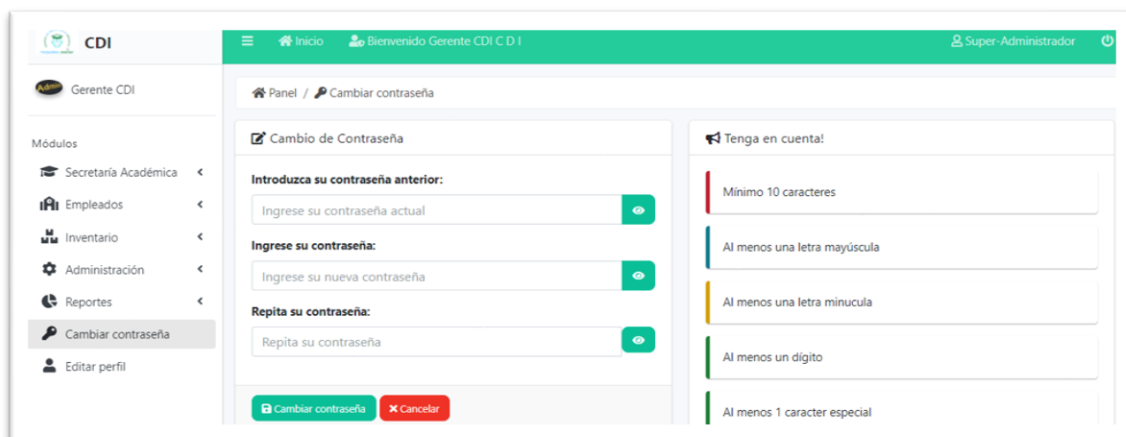 CDI
Inicio
Bienvenido Gerente CDI C D I
Super-Administrador
Admin
Gerente CDI
Módulos
Secretaría Académica
Empleados
Inventario
Administración
Reportes
Cambiar contraseña
Editar perfil
Panel / Cambiar contraseña
Cambio de Contraseña
Introduzca su contraseña anterior:
Ingrese su contraseña actual
Ingrese su contraseña:
Ingrese su nueva contraseña
Repita su contraseña:
Repita su contraseña
Cambiar contraseña
Cancelar
Tenga en cuenta!
Mínimo 10 caracteres
Al menos una letra mayúscula
Al menos una letra minucula
Al menos un dígito
Al menos 1 caracter especial